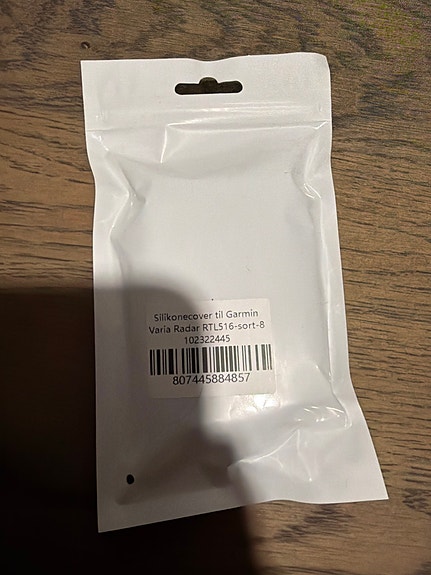 Silikonecover til Garmin
Varia Radar RTL516-sort-8
102322445
807445884857